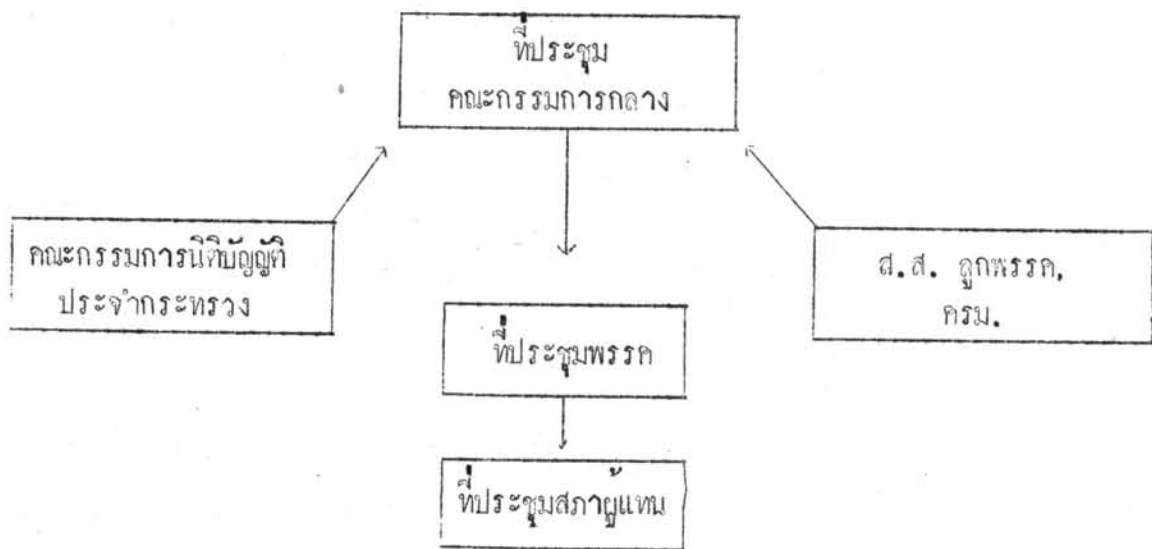 ที่ประชุม
คณะกรรมการกลาง
คณะกรรมการนิติบัญญัติ
ประจำกระทรวง
ส.ส. ลูกพรรค,
ครม.
ที่ประชุมพรรค
ที่ประชุมสภาผู้แทน